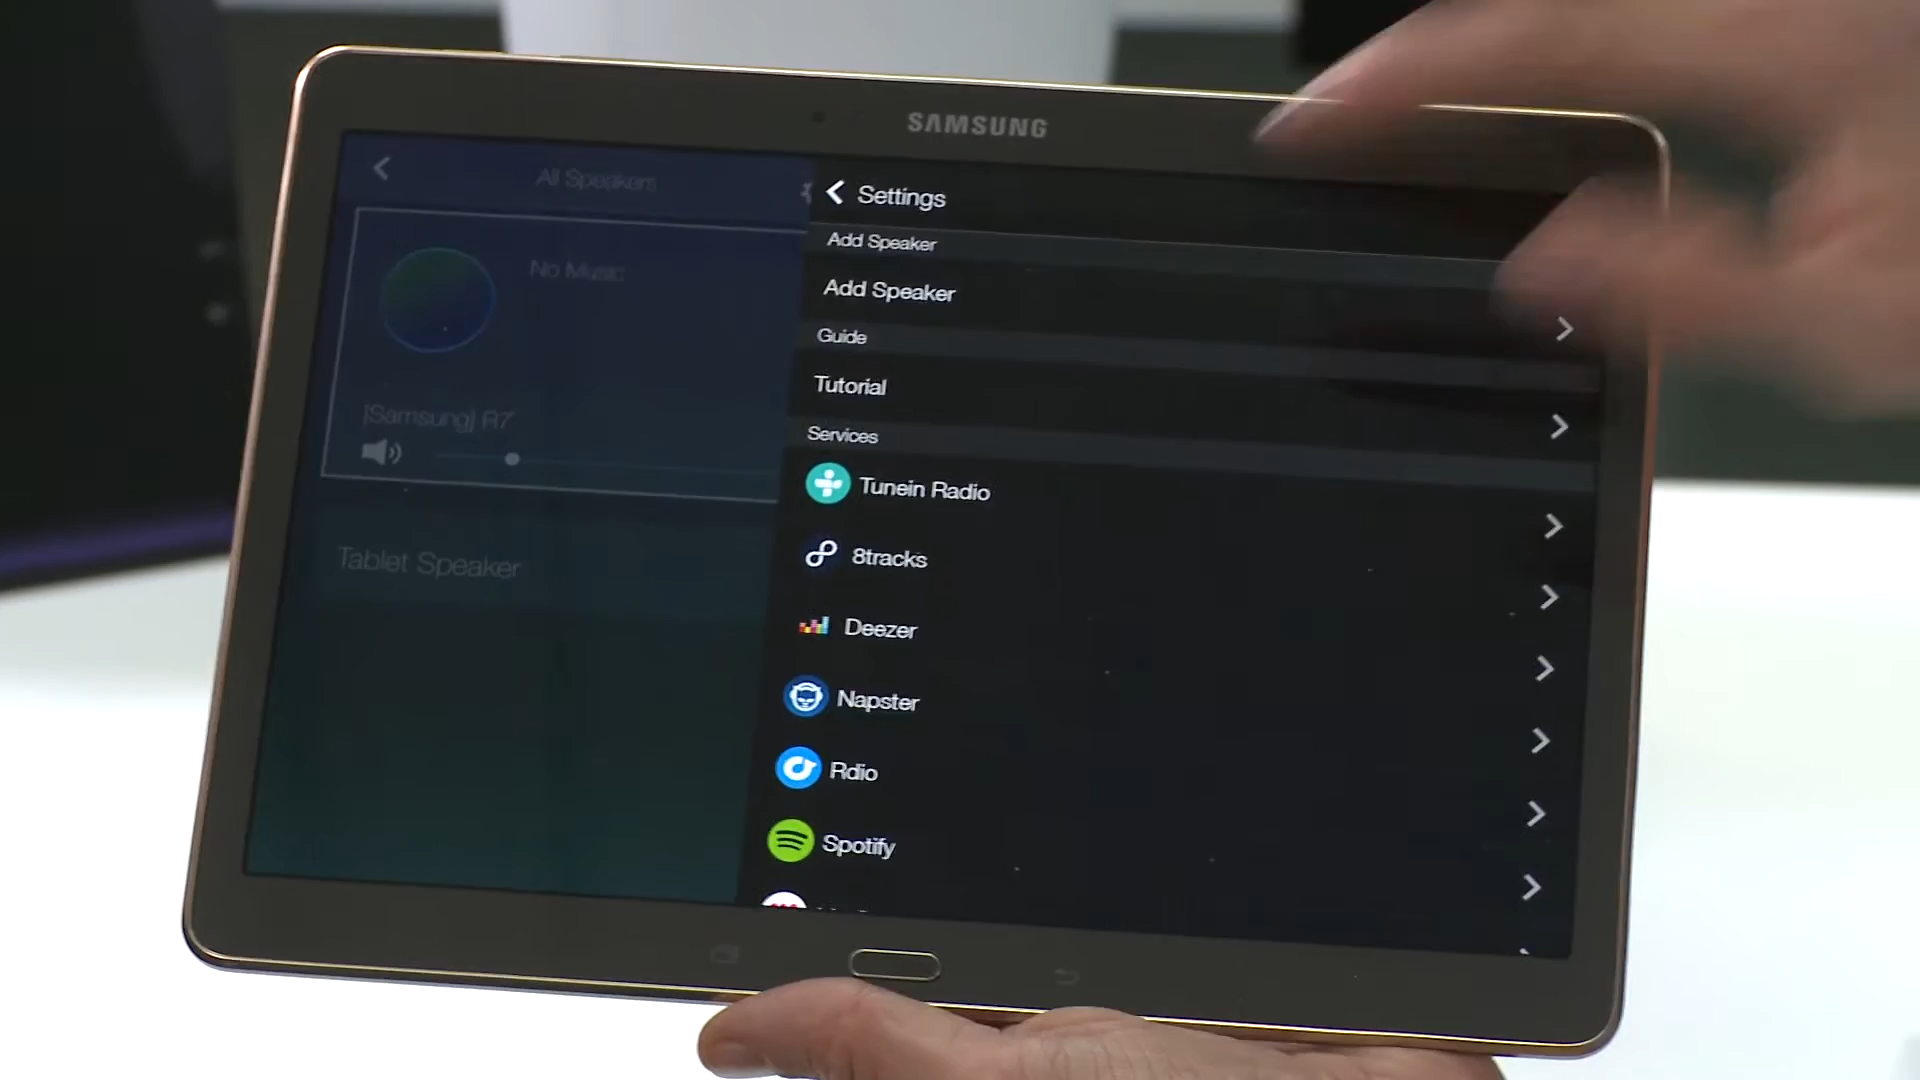 SAMSUNG
All Speakers
No Music
[Samsung] R7
Tablet Speaker
Settings
Add Speaker
Add Speaker
Guide
Tutorial
Services
Tunein Radio
8tracks
Deezer
Napster
Rdio
Spotify